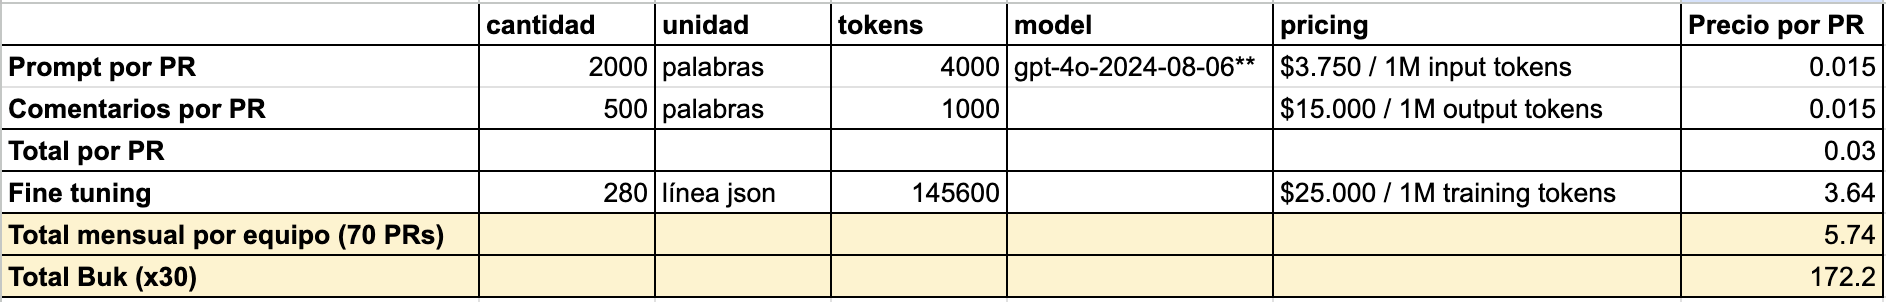 cantidad unidad tokens model pricing Precio por PR
Prompt por PR 2000 palabras 4000 gpt-4o-2024-08-06** $3.750 / 1M input tokens 0.015
Comentarios por PR 500 palabras 1000 $15.000 / 1M output tokens 0.015
Total por PR 0.03
Fine tuning 280 línea json 145600 $25.000 / 1M training tokens 3.64
Total mensual por equipo (70 PRs) 5.74
Total Buk (x30) 172.2